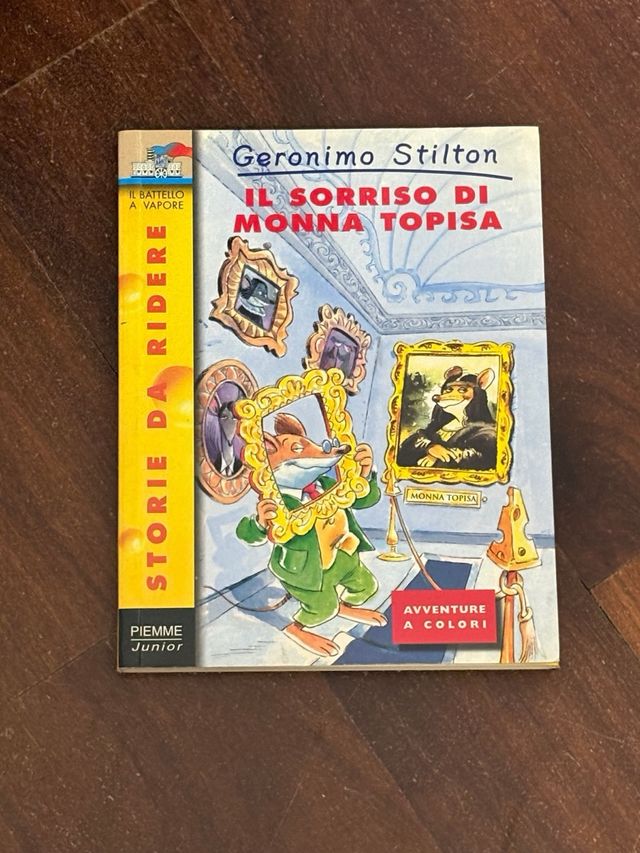 IL BATTELLO
A VAPORE
STORIE DA RIDERE
PIEMME
Junior
Geronimo Stilton
IL SORRISO DI
MONNA TOPISA
MONNA TOPISA
AVVENTURE
A COLORI